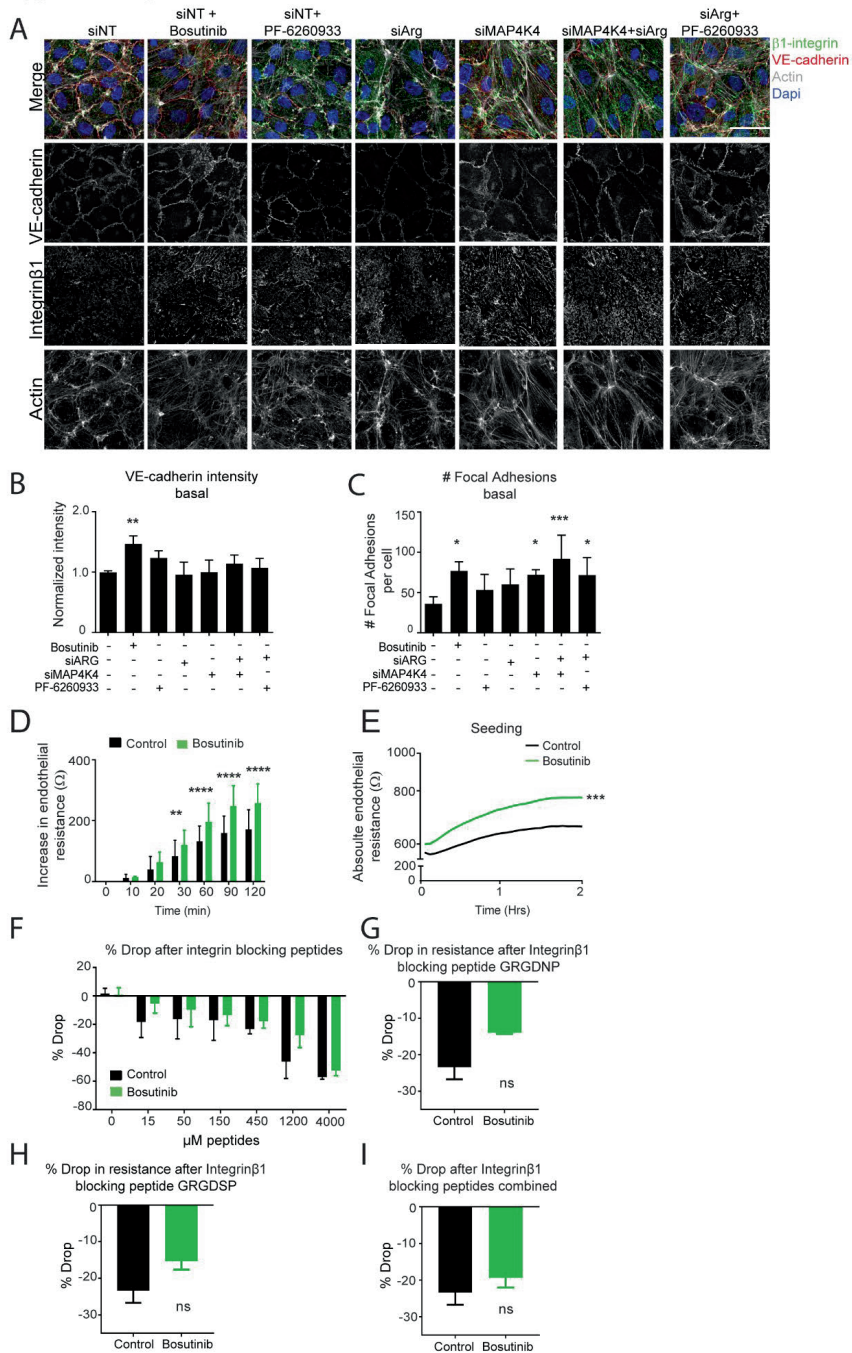 A
siNT
siNT +
Bosutinib
siNT+
PF-6260933
siArg
siMAP4K4
siMAP4K4+siArg
siArg+
PF-6260933
β1-integrin
VE-cadherin
Actin
Dapi
Merge
VE-cadherin
Integrinβ1
Actin
B
VE-cadherin intensity
basal
Normalized intensity
2.0
1.0
0
**
Bosutinib - + - - - - -
siARG - - - + - + +
siMAP4K4 - - - - + + -
PF-6260933 - - + - - - +
C
# Focal Adhesions
basal
# Focal Adhesions
per cell
150
100
50
0
* * *** *
Bosutinib - + - - - - -
siARG - - - + - + +
siMAP4K4 - - - - + + -
PF-6260933 - - + - - - +
D
Control Bosutinib
Increase in endothelial
resistance (Ω)
400
200
0
** **** **** ****
0 10 20 30 60 90 120
Time (min)
E
Seeding
Control
Bosutinib
Absoulte endothelial
resistance (Ω)
1000
800
600
200
0
***
0 1 2
Time (Hrs)
F
% Drop after integrin blocking peptides
% Drop
20
0
-20
-40
-60
-80
Control
Bosutinib
0 15 50 150 450 1200 4000
µM peptides
G
% Drop in resistance after Integrinβ1
blocking peptide GRGDNP
% Drop
0
-10
-20
-30
ns
Control Bosutinib
H
% Drop in resistance after Integrinβ1
blocking peptide GRGDSP
% Drop
0
-10
-20
-30
ns
Control Bosutinib
I
% Drop after Integrinβ1
blocking peptides combined
% Drop
0
-10
-20
-30
ns
Control Bosutinib